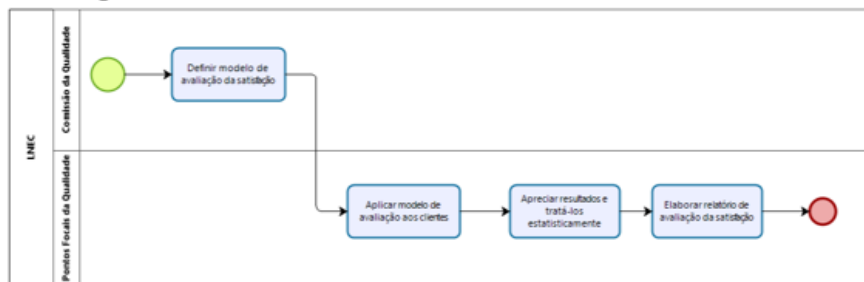 LNEC
Comissão da Qualidade
Definir modelo de
avaliação da satisfação
Pontos Focais da Qualidade
Aplicar modelo de
avaliação aos clientes
Apreciar resultados e
tratá-los
estatisticamente
Elaborar relatório de
avaliação da satisfação